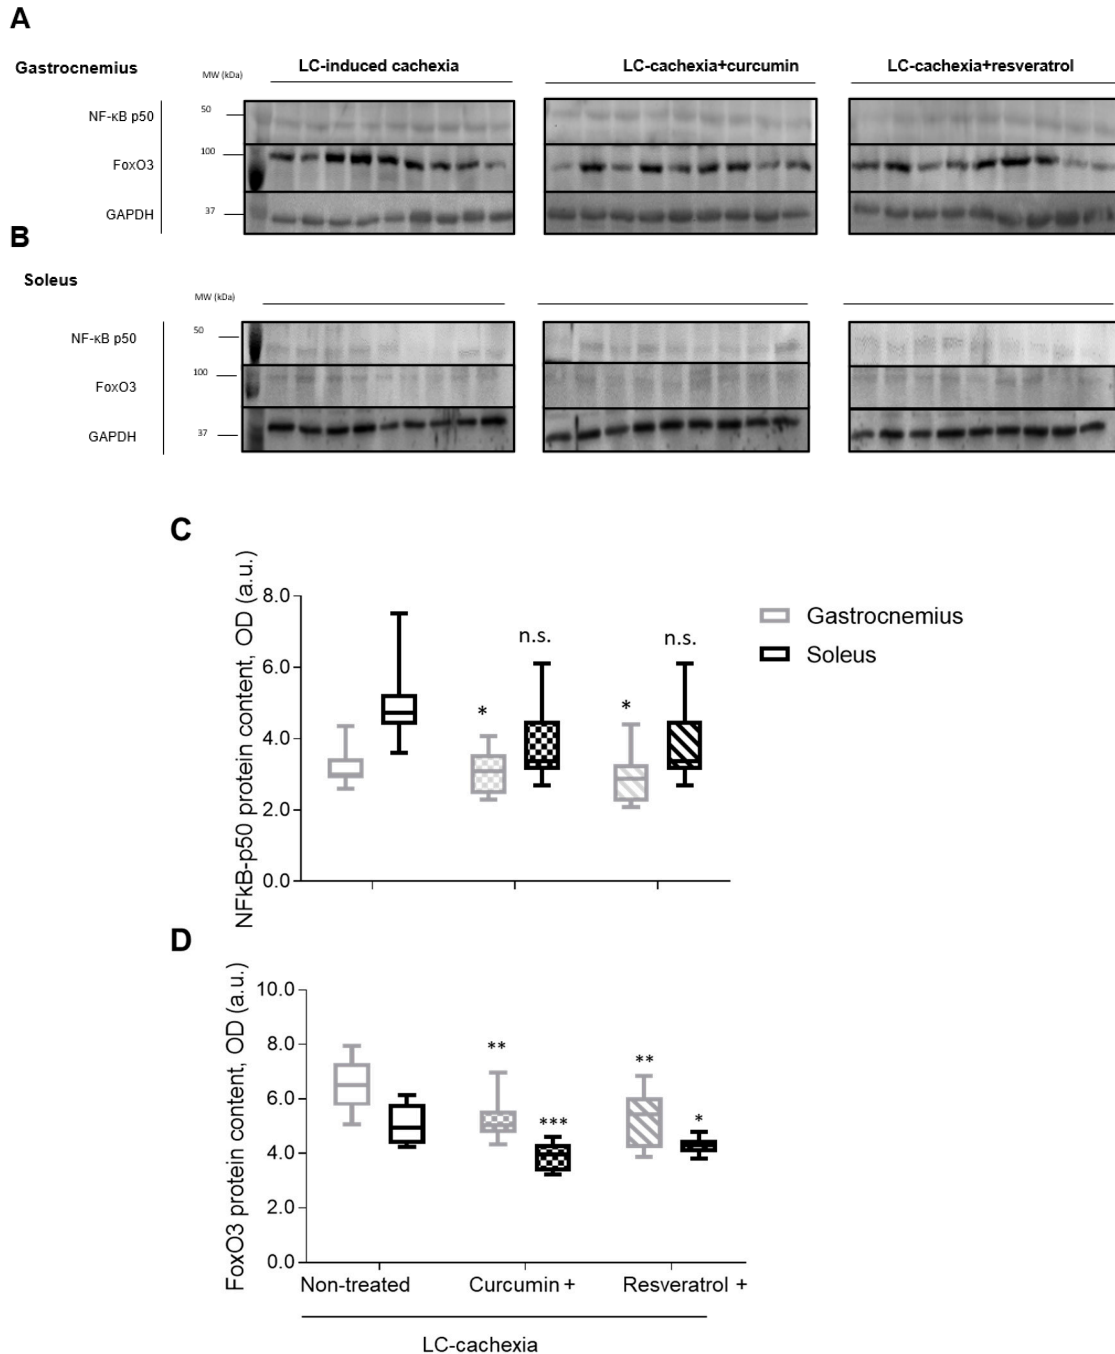 A
Gastrocnemius
MW (kDa)
LC-induced cachexia
LC-cachexia+curcumin
LC-cachexia+resveratrol
NF-κB p50
50
FoxO3
100
GAPDH
37
B
Soleus
MW (kDa)
NF-κB p50
50
FoxO3
100
GAPDH
37
C
NFkB-p50 protein content, OD (a.u.)
8.0
6.0
4.0
2.0
0.0
*
n.s.
*
n.s.
Gastrocnemius
Soleus
D
FoxO3 protein content, OD (a.u.)
10.0
8.0
6.0
4.0
2.0
0.0
**
***
**
*
Non-treated
Curcumin +
Resveratrol +
LC-cachexia